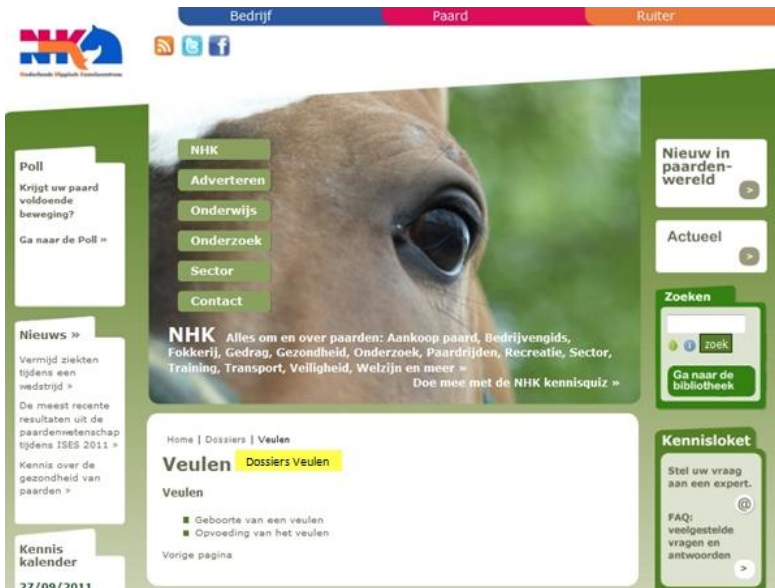 Bedrijf
Paard
Ruiter
NHK
Nederlands Hippisch Kenniscentrum
NHK
Adverteren
Onderwijs
Onderzoek
Sector
Contact
NHK Alles om en over paarden: Aankoop paard, Bedrijvengids,
Fokkerij, Gedrag, Gezondheid, Onderzoek, Paardrijden, Recreatie, Sector,
Training, Transport, Veiligheid, Welzijn en meer »
Doe mee met de NHK kennisquiz »
Poll
Krijgt uw paard
voldoende
beweging?
Ga naar de Poll »
Nieuws »
Vermijd ziekten
tijdens een
wedstrijd »
De meest recente
resultaten uit de
paardenwetenschap
tijdens ISES 2011 »
Kennis over de
gezondheid van
paarden »
Kennis
kalender
27/09/2011
Home | Dossiers | Veulen
Veulen Dossiers Veulen
Veulen
Geboorte van een veulen
Opvoeding van het veulen
Vorige pagina
Nieuw in
paarden-
wereld
>
Actueel
>
Zoeken
zoek
Ga naar de
bibliotheek
Kennisloket
Stel uw vraag
aan een expert.
@
FAQ:
veelgestelde
vragen en
antwoorden
>